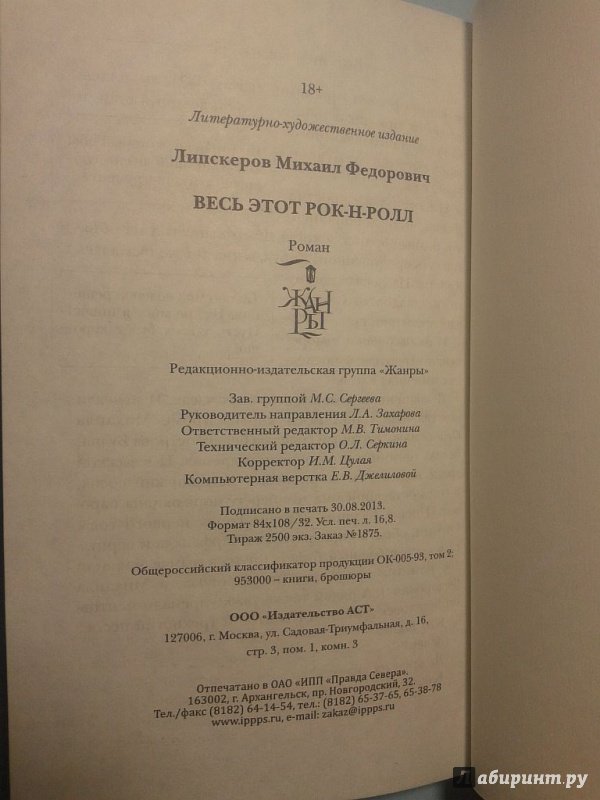 18+
Литературно-художественное издание
Липскеров Михаил Федорович
ВЕСЬ ЭТОТ РОК-Н-РОЛЛ
Роман
ЖАН
РЫ
Редакционно-издательская группа «Жанры»
Зав. группой М.С. Сергеева
Руководитель направления Л.А. Захарова
Ответственный редактор М.В. Тимонина
Технический редактор О.Л. Серкина
Корректор И.М. Цулая
Компьютерная верстка Е.В. Джелиловой
Подписано в печать 30.08.2013.
Формат 84х108/32. Усл. печ. л. 16,8.
Тираж 2500 экз. Заказ №1875.
Общероссийский классификатор продукции ОК-005-93, том 2;
953000 – книги, брошюры
ООО «Издательство АСТ»
127006, г. Москва, ул. Садовая-Триумфальная, д. 16,
стр. 3, пом. 1, комн. 3
Отпечатано в ОАО «ИПП «Правда Севера».
163002, г. Архангельск, пр. Новгородский, 32.
Тел./факс (8182) 64-14-54, тел.: (8182) 65-37-65, 65-38-78
www.ippps.ru, e-mail: zakaz@ippps.ru
Лабиринт.ру